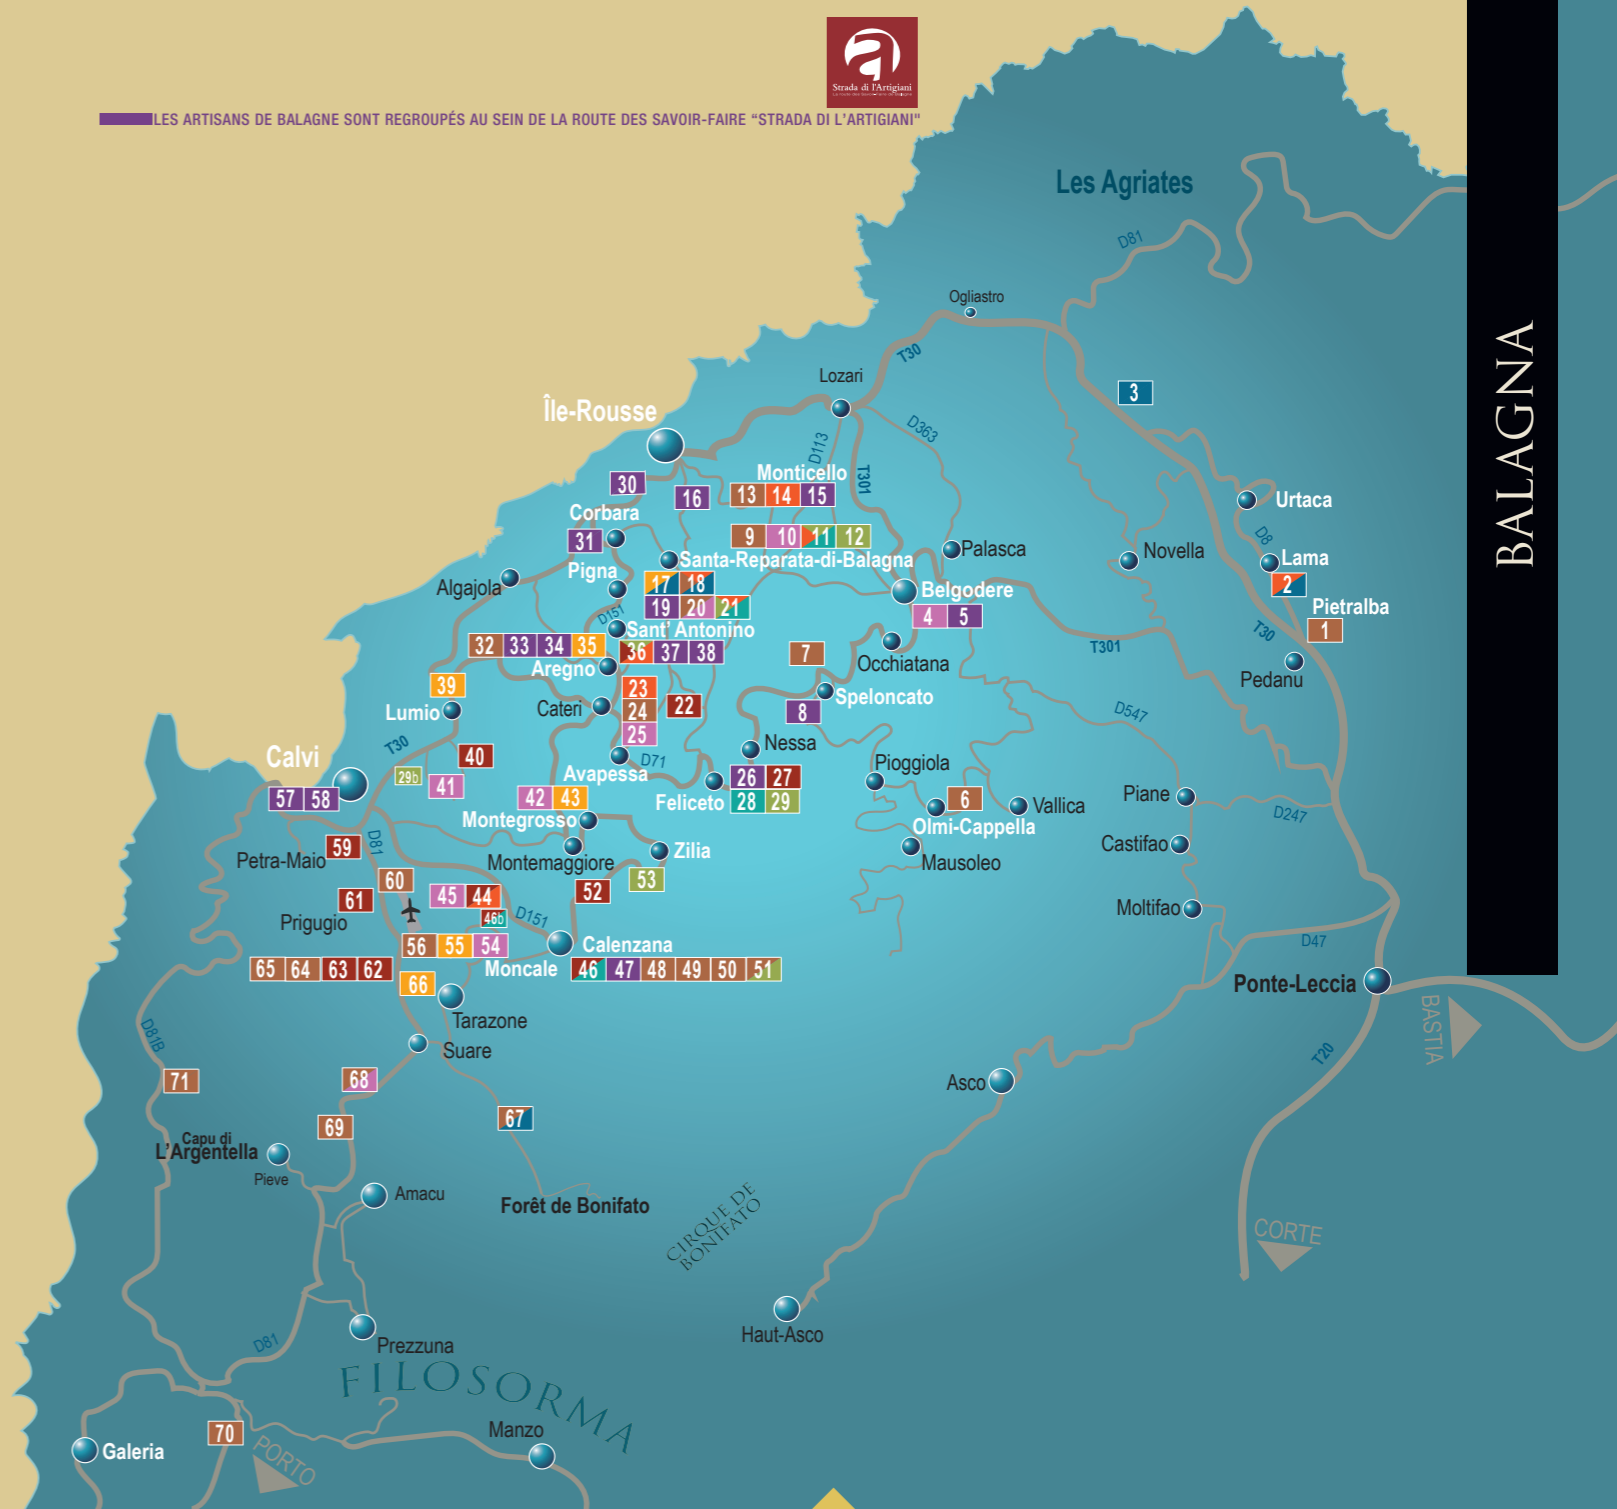 Strada di l'Artigiani
LES ARTISANS DE BALAGNE SONT REGROUPÉS AU SEIN DE LA ROUTE DES SAVOIR-FAIRE “STRADA DI L’ARTIGIANI"
BALAGNA
Les Agriates
D81
Ogliastro
T30
Lozari
3
Île-Rousse
D113
D363
T301
Monticello
30
16
13 14 15
Corbara
31
9 10 11 12
Urtaca
D8
Santa-Reparata-di-Balagna
Palasca
Novella
Lama
2
Pigna
Algajola
17 18
19 20 21
Belgodere
4 5
Pietralba
1
D151
Sant’ Antonino
32 33 34 35
36 37 38
Aregno
7
Occhiatana
T301
T30
Pedanu
39
Lumio
Cateri
23
24
25
22
Speloncato
8
D547
T30
Calvi
40
29b
41
Avapessa
D71
Nessa
Feliceto
26 27
28 29
Pioggiola
6
Olmi-Cappella
Vallica
Piane
D247
57 58
42 43
Montegrosso
Montemaggiore
Zilia
53
Mausoleo
Castifao
59
Petra-Maio
D81
60
61
Prigugio
45 44
46b
D151
52
Moltifao
56 55 54
Calenzana
Moncale
46 47 48 49 50 51
D47
65 64 63 62
66
Tarazone
Ponte-Leccia
BASTIA
D81B
Suare
T20
71
68
Asco
69
67
Capu di
L’Argentella
Pieve
Amacu
Forêt de Bonifato
CIRQUE DE
BONIFATO
CORTE
Haut-Asco
D81
Prezzuna
FILOSORMA
70
Manzo
Galeria
PORTO